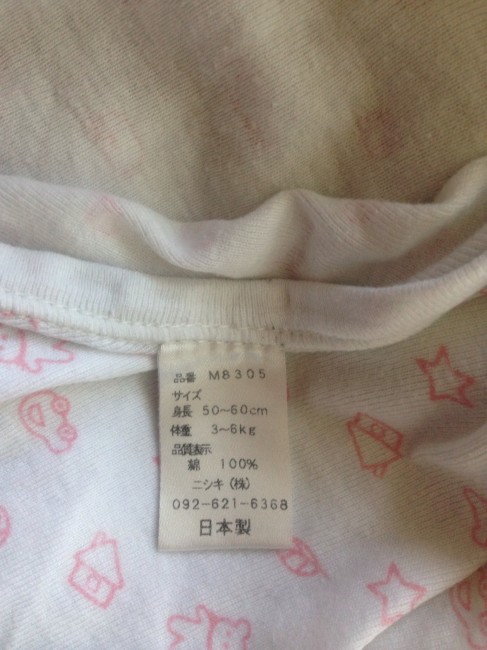 品番 M8305
サイズ
身長 50～60cm
体重 3～6kg
品質表示
綿 100%
ニシキ(株)
092-621-6368
日本製